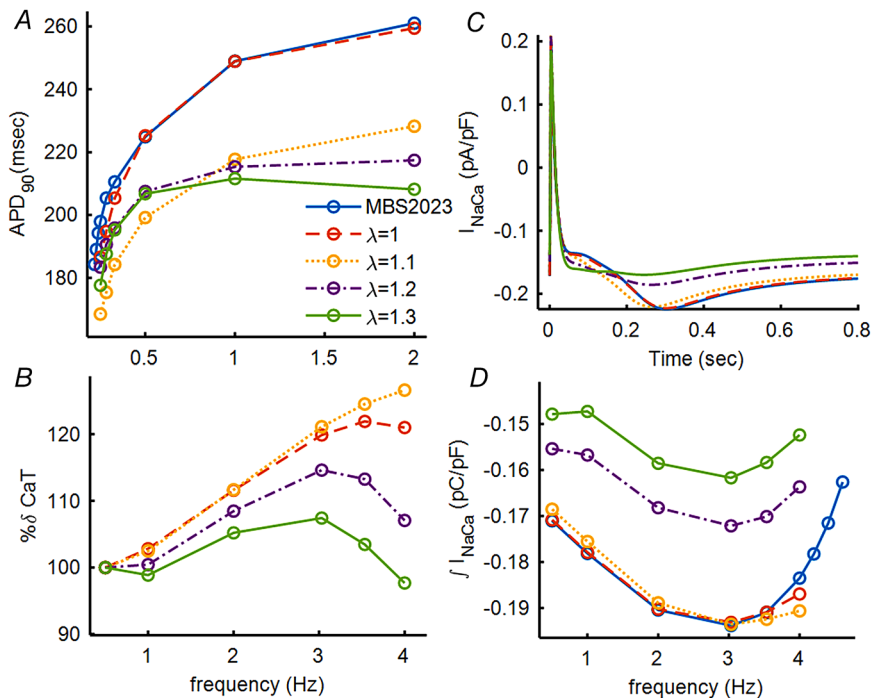 A
260
240
220
200
180
APD90(msec)
MBS2023
λ=1
λ=1.1
λ=1.2
λ=1.3
0.5
1
1.5
2
B
120
110
100
90
%δ CaT
1
2
3
4
frequency (Hz)
C
0.2
0.1
0
-0.1
-0.2
INaCa (pA/pF)
0
0.2
0.4
0.6
0.8
Time (sec)
D
-0.15
-0.16
-0.17
-0.18
-0.19
∫ INaCa (pC/pF)
1
2
3
4
frequency (Hz)